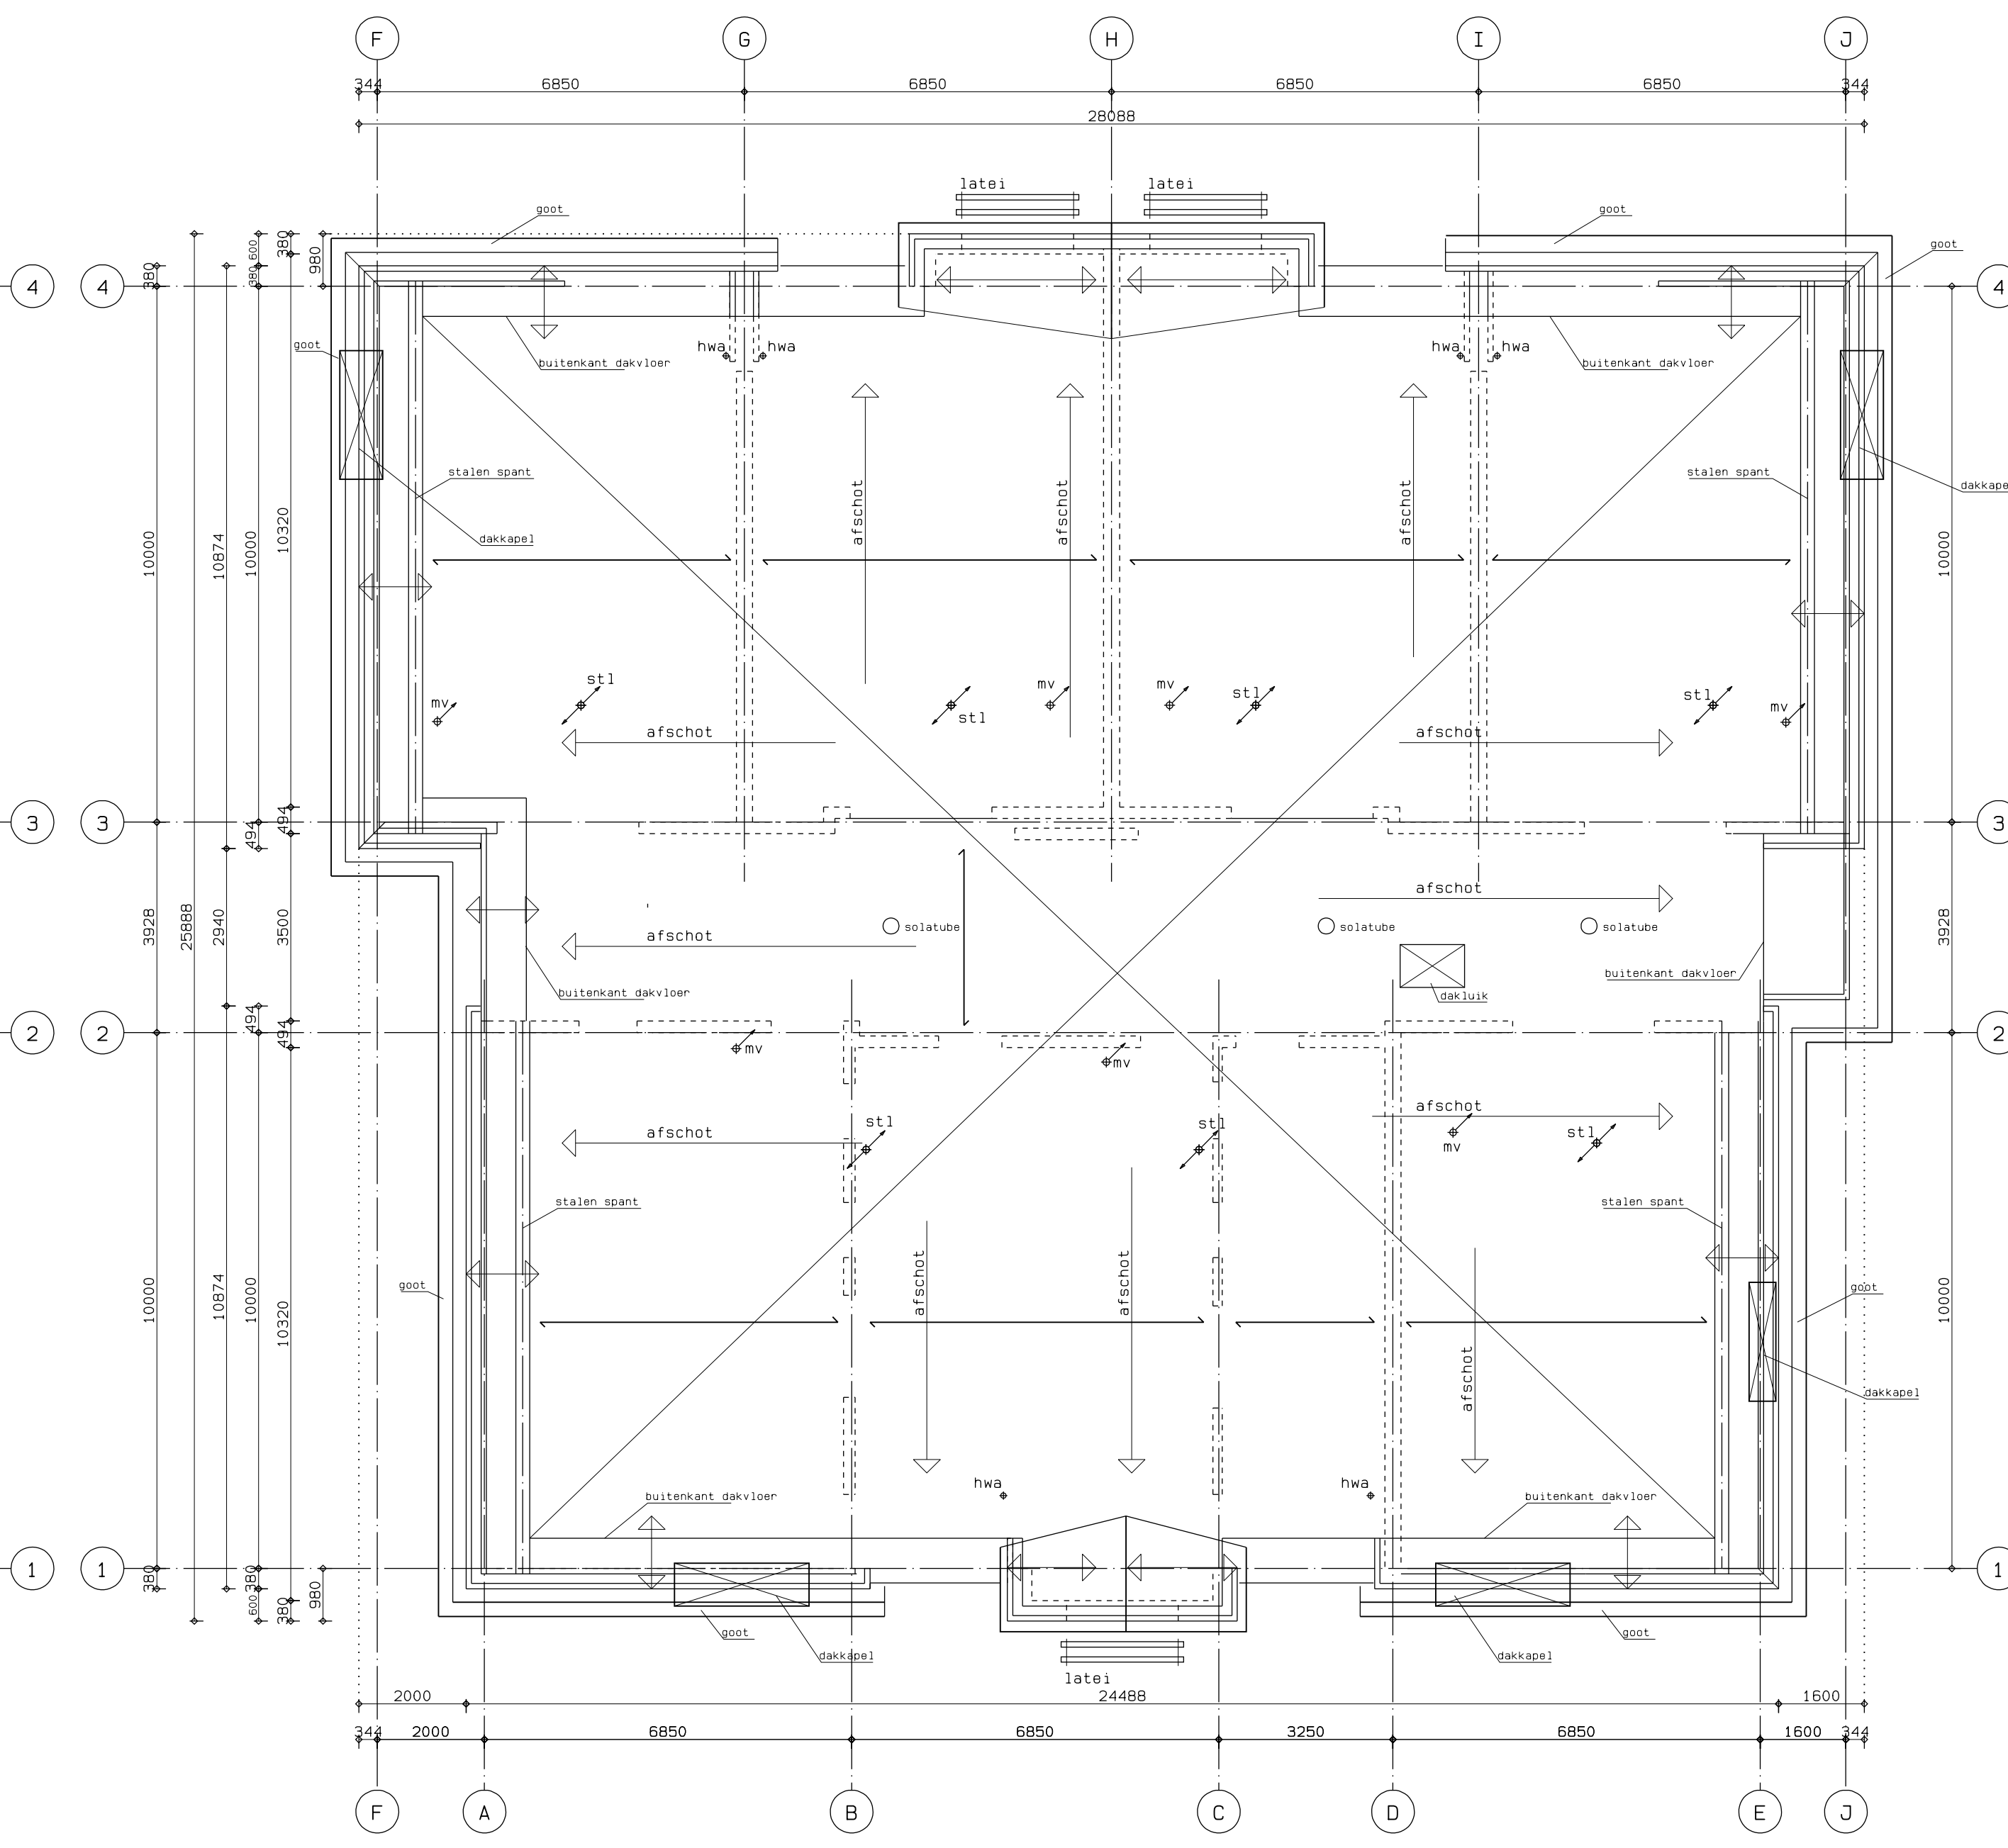 F G H I J
344 6850 6850 6850 6850 344
28088
latei latei
goot goot
goot
380 600 380 980
380
4 4 4
goot
hwa hwa hwa hwa
buitenkant dakvloer buitenkant dakvloer
stalen spant stalen spant
dakkapel
afschot afschot afschot
10000 10874 10000 10320 10000
dakkapel
stl mv mv stl stl
mv stl mv
afschot afschot
494
3 3 3
494
afschot
solatube solatube solatube
3928 25888 2940 3500 3928
afschot
buitenkant dakvloer
buitenkant dakvloer
dakluik
494
2 2 2
494
mv mv
afschot
stl stl stl
afschot mv
stalen spant stalen spant
afschot afschot
goot goot
10000 10874 10000 10320 10000
afschot
dakkapel
hwa hwa
buitenkant dakvloer buitenkant dakvloer
1 1 1
380 380
600 380 980
goot goot
dakkapel dakkapel
latei
2000 24488 1600
344 2000 6850 6850 3250 6850 1600 344
F A B C D E J